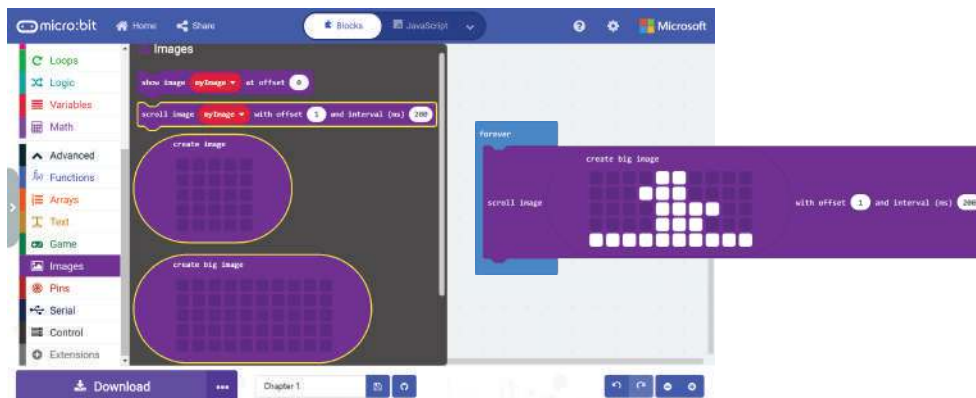 micro:bit Home Share Blocks JavaScript Microsoft
Loops
Logic
Variables
Math
Advanced
Functions
Arrays
Text
Game
Images
Pins
Serial
Control
Extensions
Images
show image myImage at offset 0
scroll image myImage with offset 1 and interval (ms) 200
create image
create big image
forever
create big image
scroll image with offset 1 and interval (ms) 200
Download ••• Chapter 1